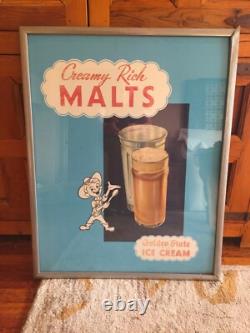 Creamy Rich
MALTS
Golden State
ICE CREAM